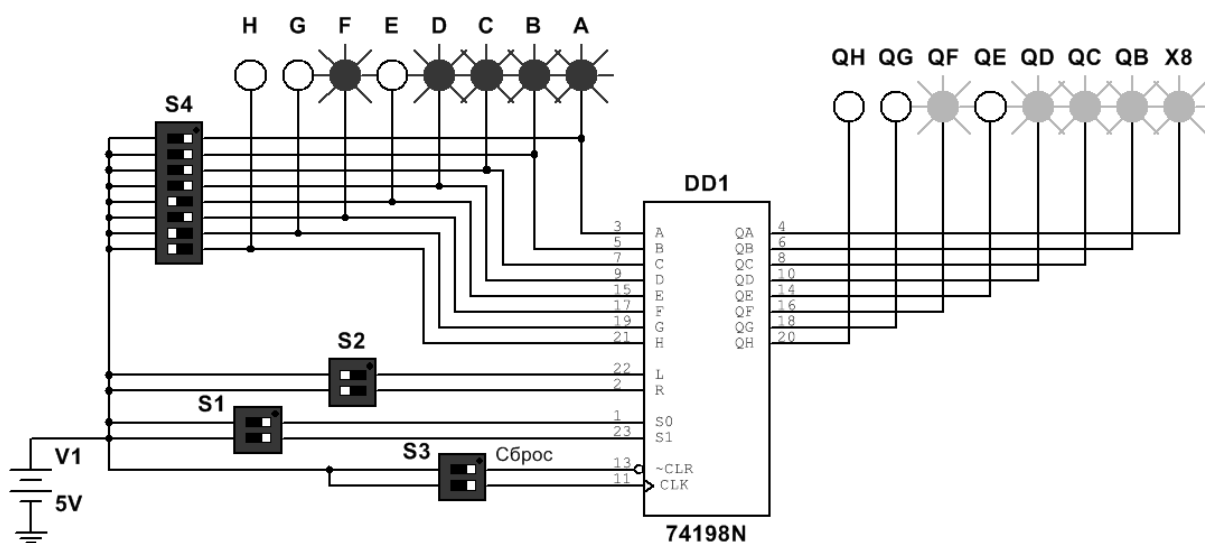 H G F E D C B A
QH QG QF QE QD QC QB X8
S4
DD1
3 A QA 4
5 B QB 6
7 C QC 8
9 D QD 10
15 E QE 14
17 F QF 16
19 G QG 18
21 H QH 20
S2
22 L
2 R
S1
1 S0
23 S1
V1
S3 Сброс
13 ~CLR
11 CLK
5V
74198N